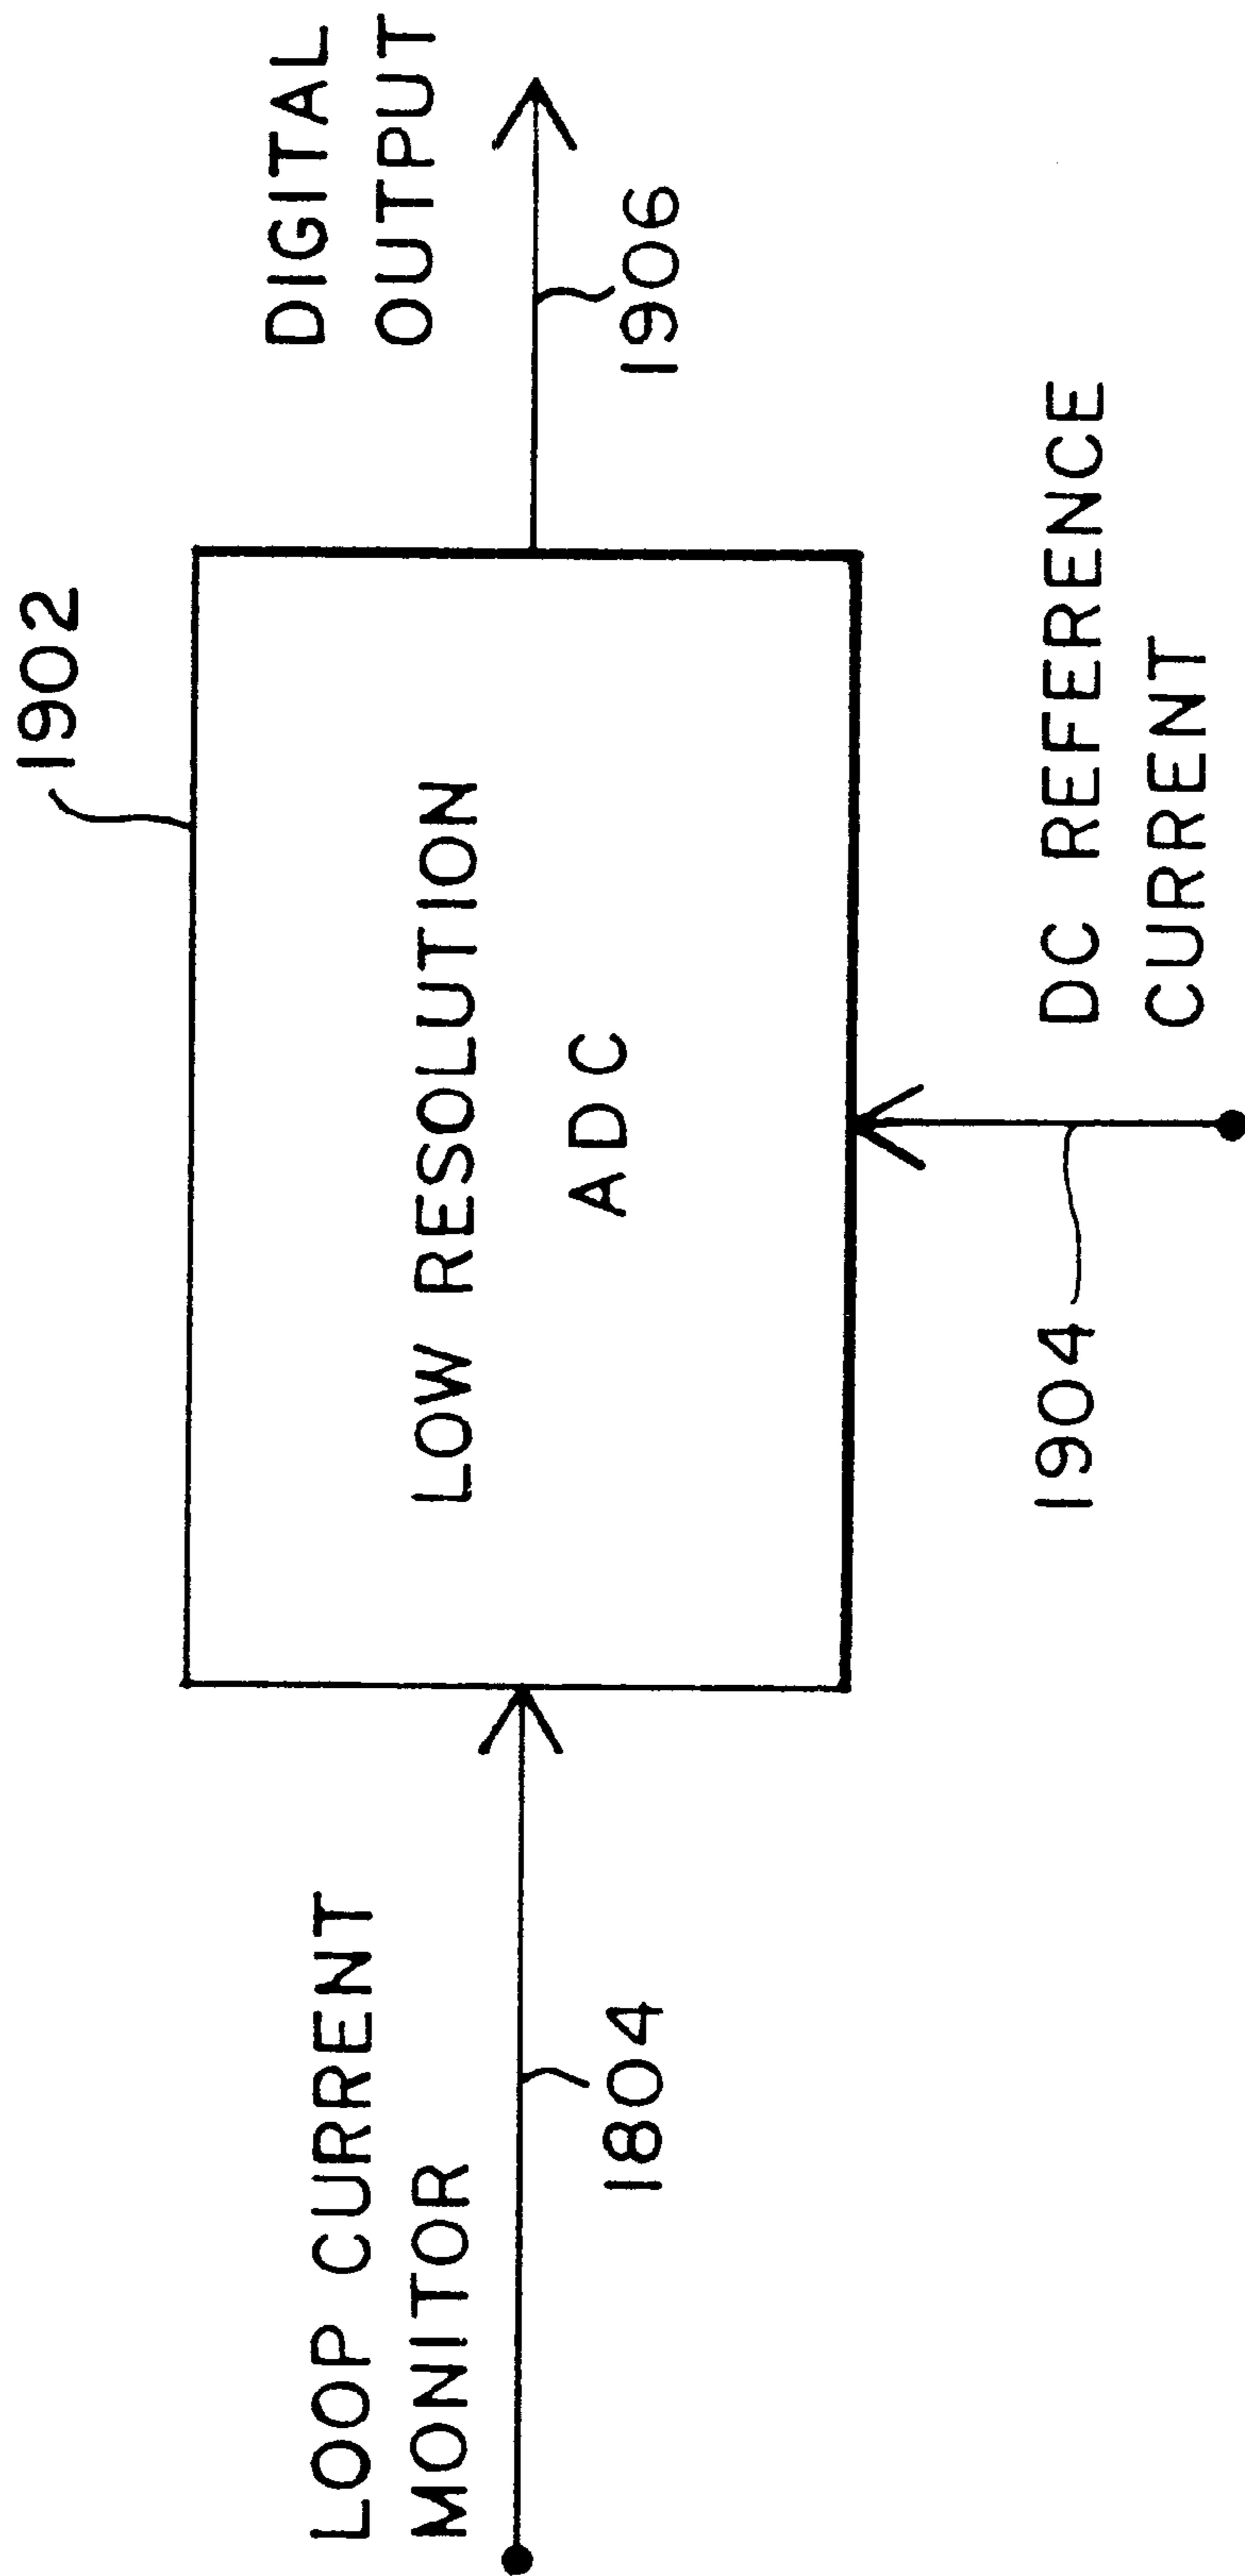 1902
LOOP CURRENT
MONITOR
1804
LOW RESOLUTION
ADC
DIGITAL
OUTPUT
1906
1904
DC REFERENCE
CURRENT